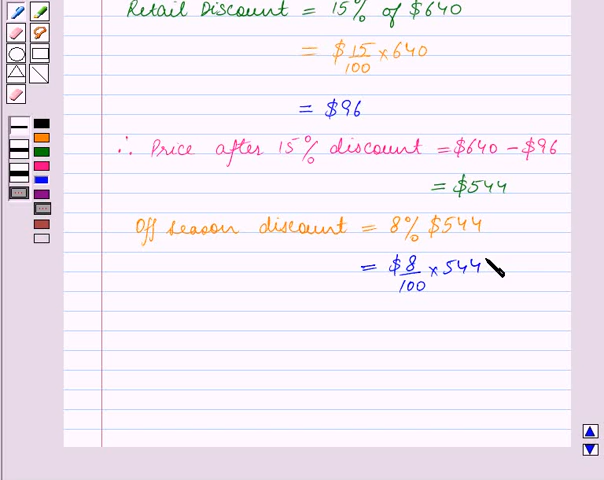 Retail Discount = 15% of $640
= $15/100 × 640
= $96
∴ Price after 15% discount = $640 - $96
= $544
Off season discount = 8% $544
= $8/100 × 544